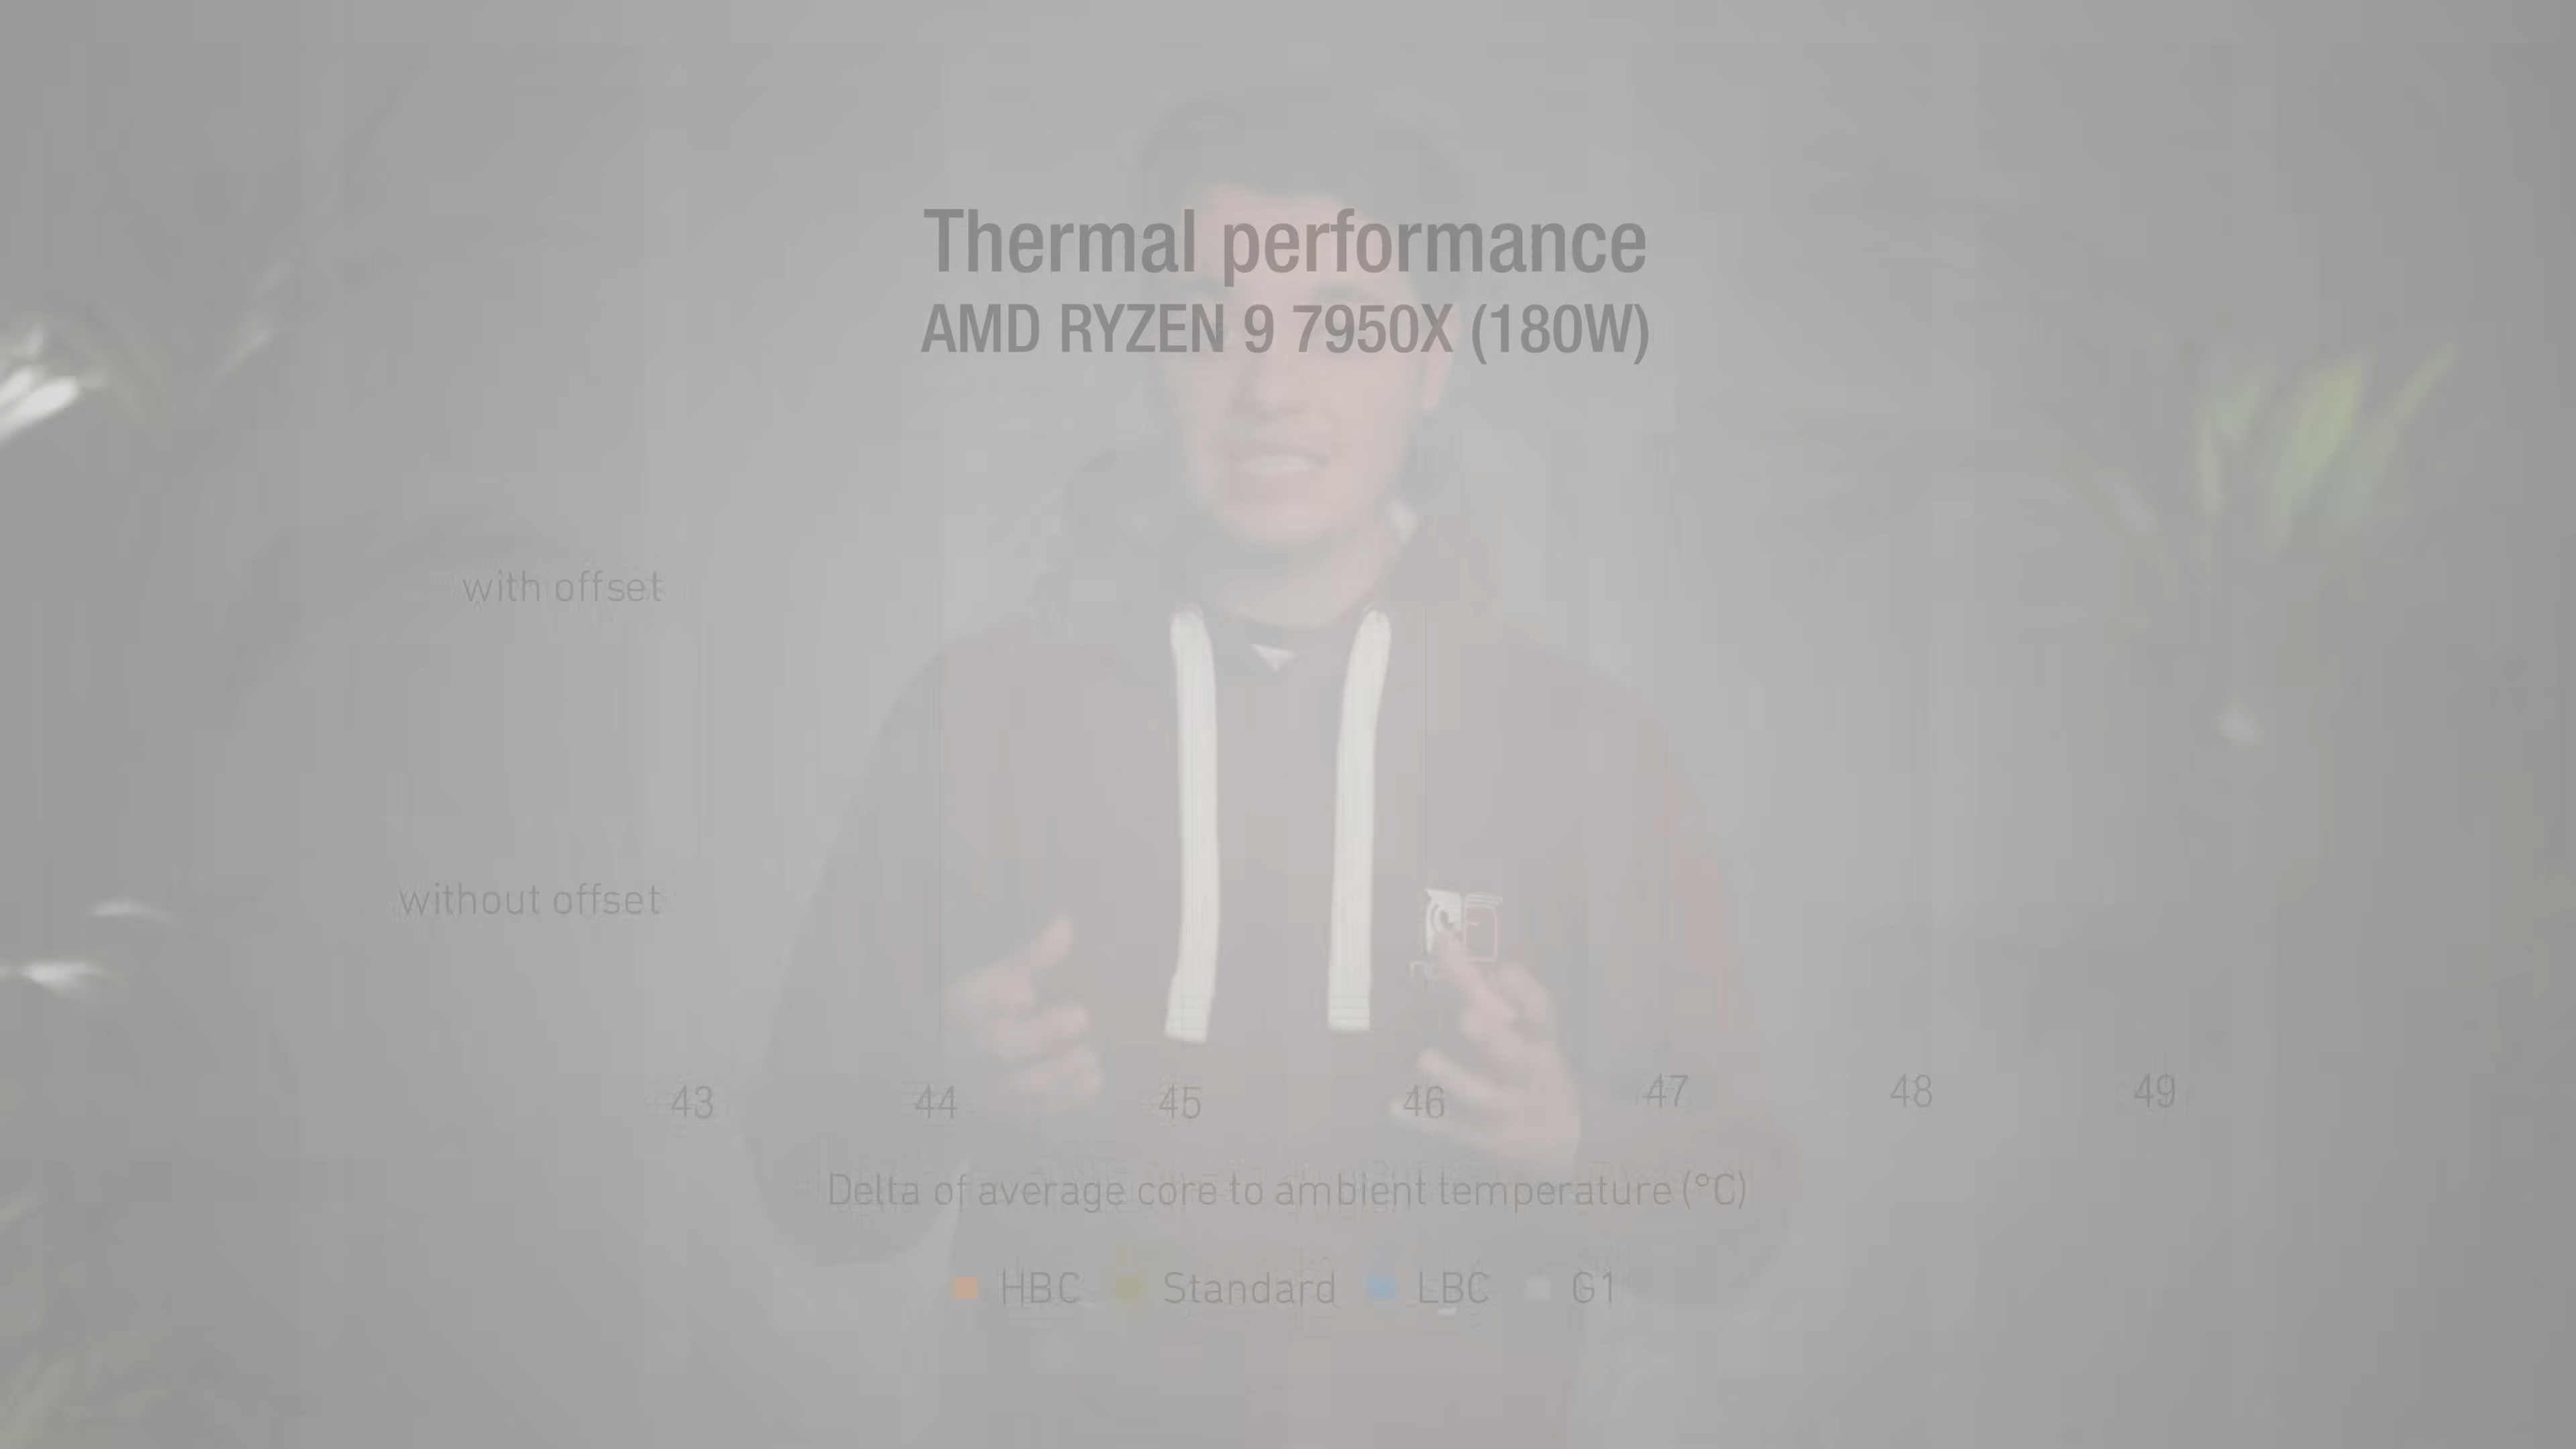 Thermal performance
AMD RYZEN 9 7950X (180W)
with offset
without offset
43 44 45 46 47 48 49
Delta of average core to ambient temperature (°C)
HBC Standard LBC G1